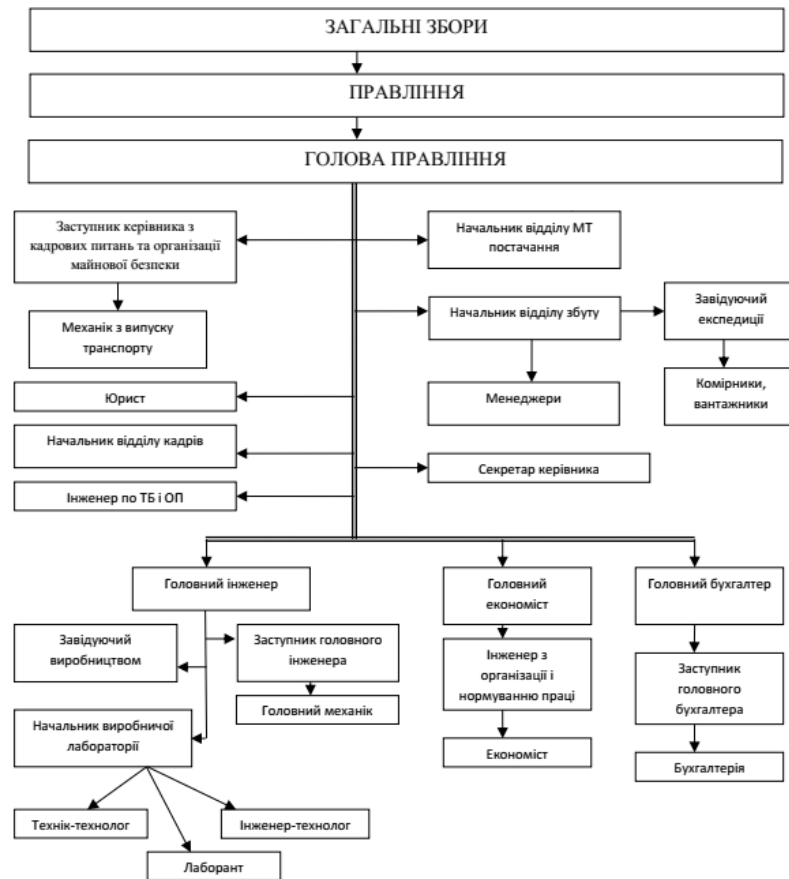 ЗАГАЛЬНІ ЗБОРИ
ПРАВЛІННЯ
ГОЛОВА ПРАВЛІННЯ
Заступник керівника з
кадрових питань та організації
майнової безпеки
Начальник відділу МТ
постачання
Механік з випуску
транспорту
Начальник відділу збуту
Завідуючий
експедиції
Менеджери
Комірники,
вантажники
Юрист
Начальник відділу кадрів
Секретар керівника
Інженер по ТБ і ОП
Головний інженер
Головний
економіст
Головний бухгалтер
Завідуючий
виробництвом
Заступник головного
інженера
Інженер з
організації і
нормуванню праці
Заступник
головного
бухгалтера
Головний механік
Начальник виробничої
лабораторії
Економіст
Бухгалтерія
Технік-технолог
Інженер-технолог
Лаборант